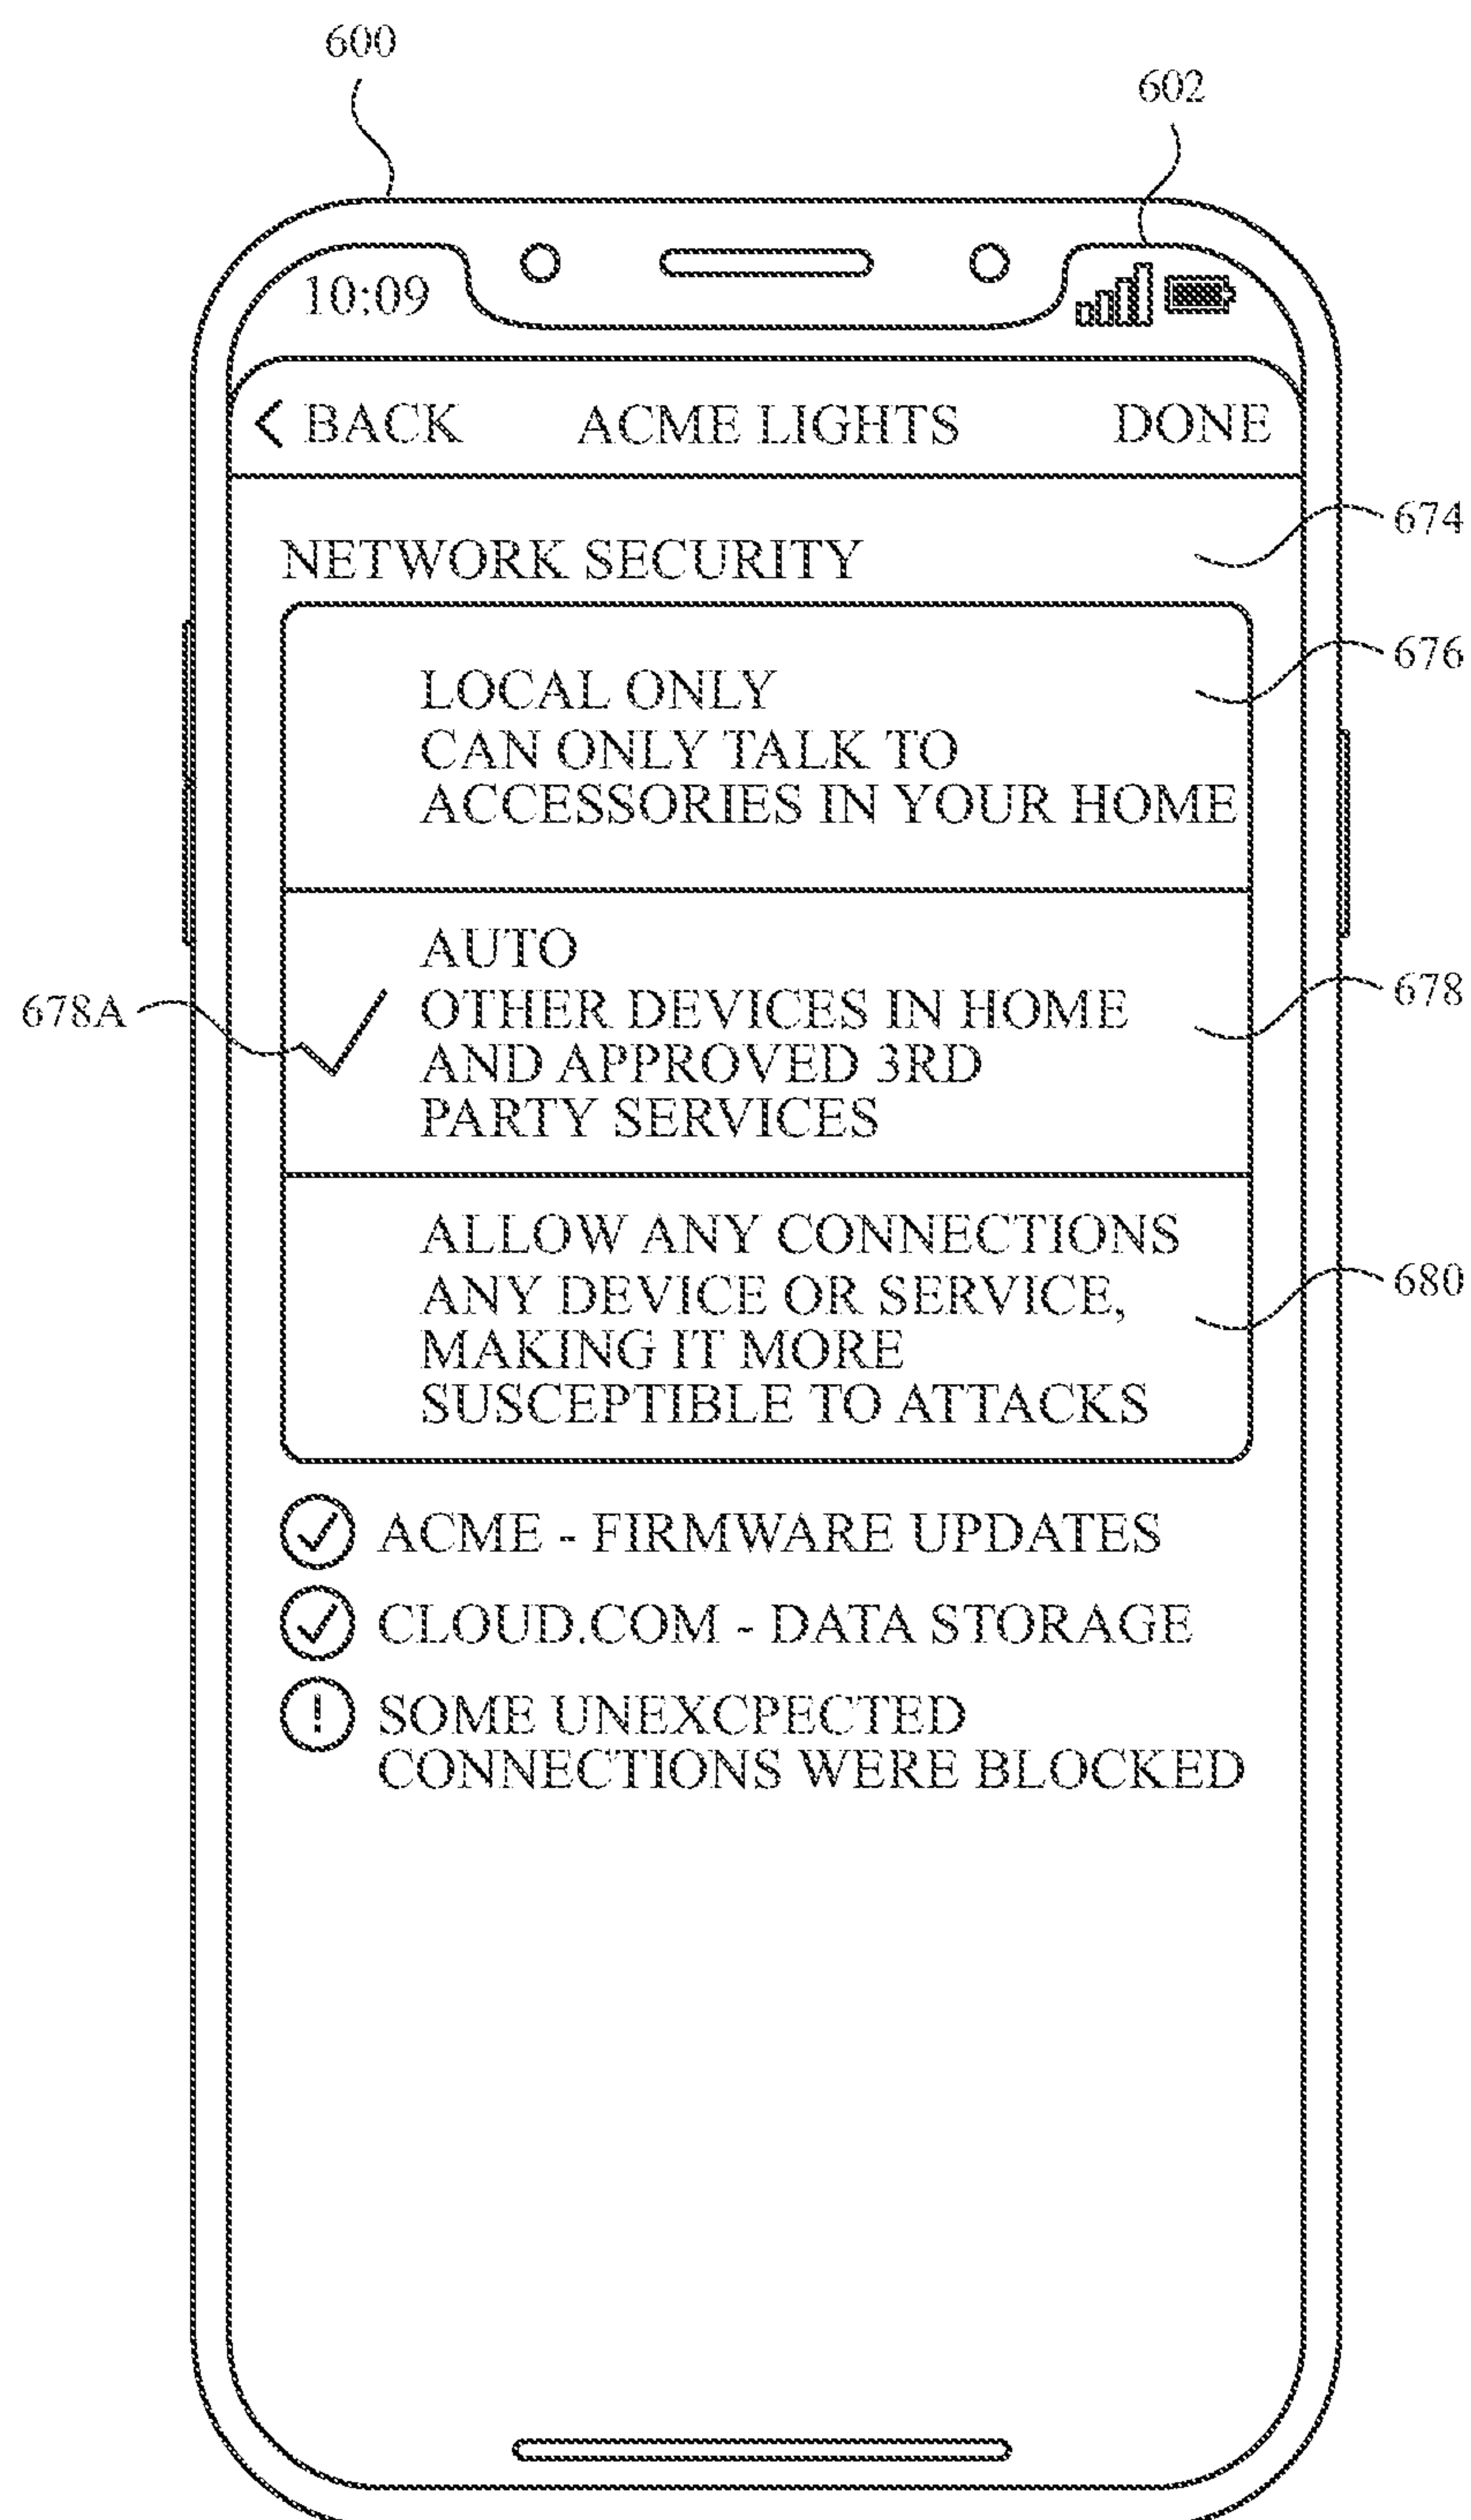 600
602
10:09
BACK ACME LIGHTS DONE
674
NETWORK SECURITY
676
LOCAL ONLY
CAN ONLY TALK TO
ACCESSORIES IN YOUR HOME
AUTO
678
678A
OTHER DEVICES IN HOME
AND APPROVED 3RD
PARTY SERVICES
ALLOW ANY CONNECTIONS
680
ANY DEVICE OR SERVICE,
MAKING IT MORE
SUSCEPTIBLE TO ATTACKS
ACME - FIRMWARE UPDATES
CLOUD.COM - DATA STORAGE
SOME UNEXCPECTED
CONNECTIONS WERE BLOCKED